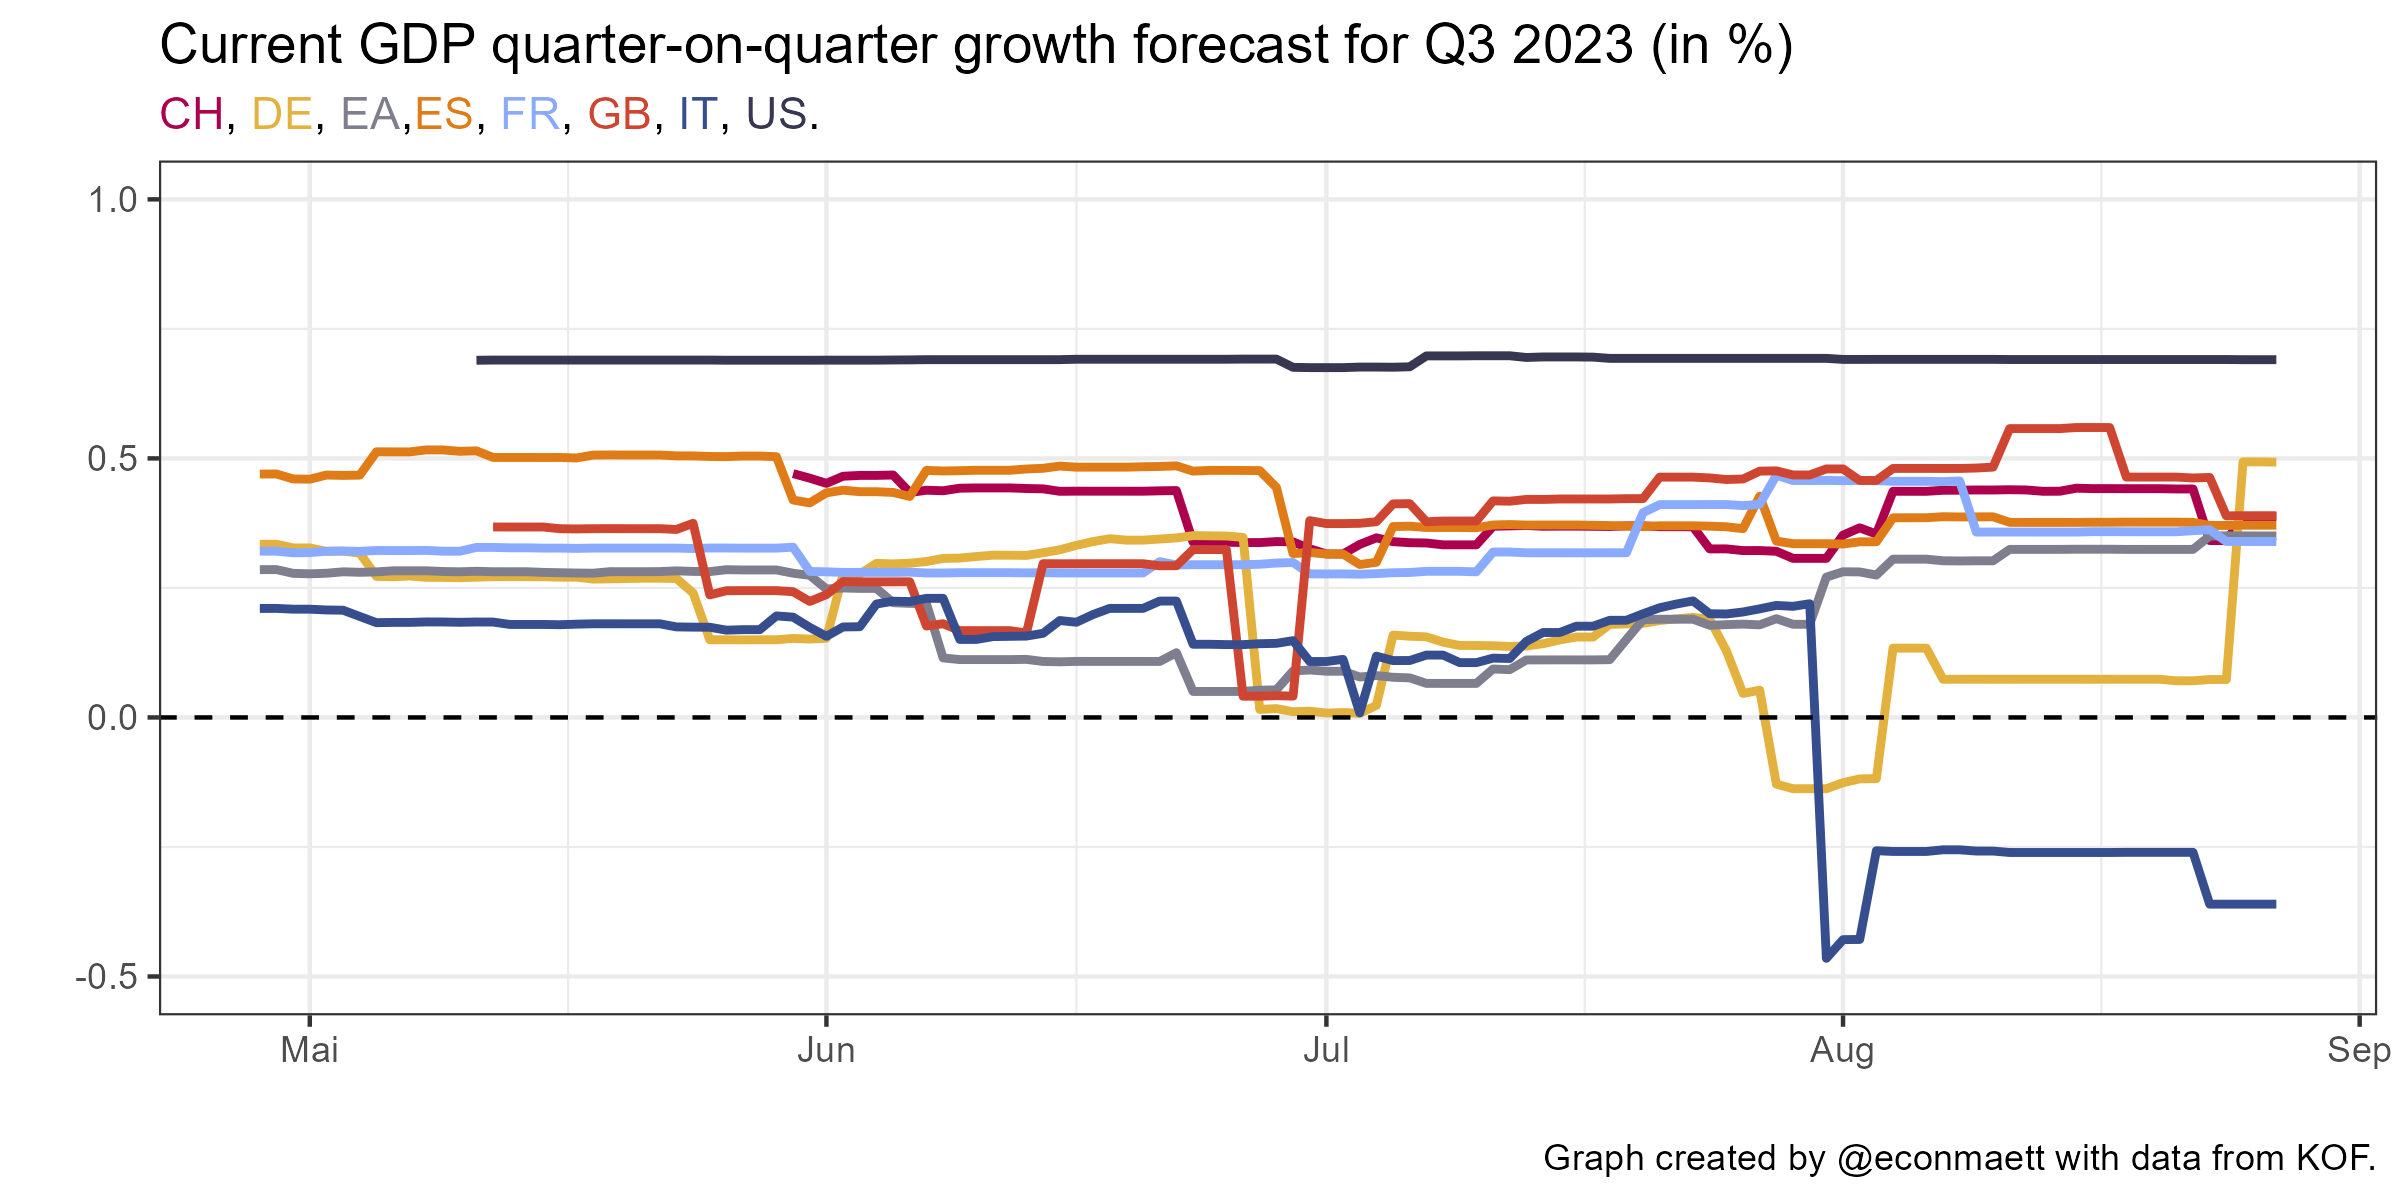 Current GDP quarter-on-quarter growth forecast for Q3 2023 (in %)
CH, DE, EA,ES, FR, GB, IT, US.
1.0
0.5
0.0
-0.5
Mai Jun Jul Aug Sep
Graph created by @econmaett with data from KOF.